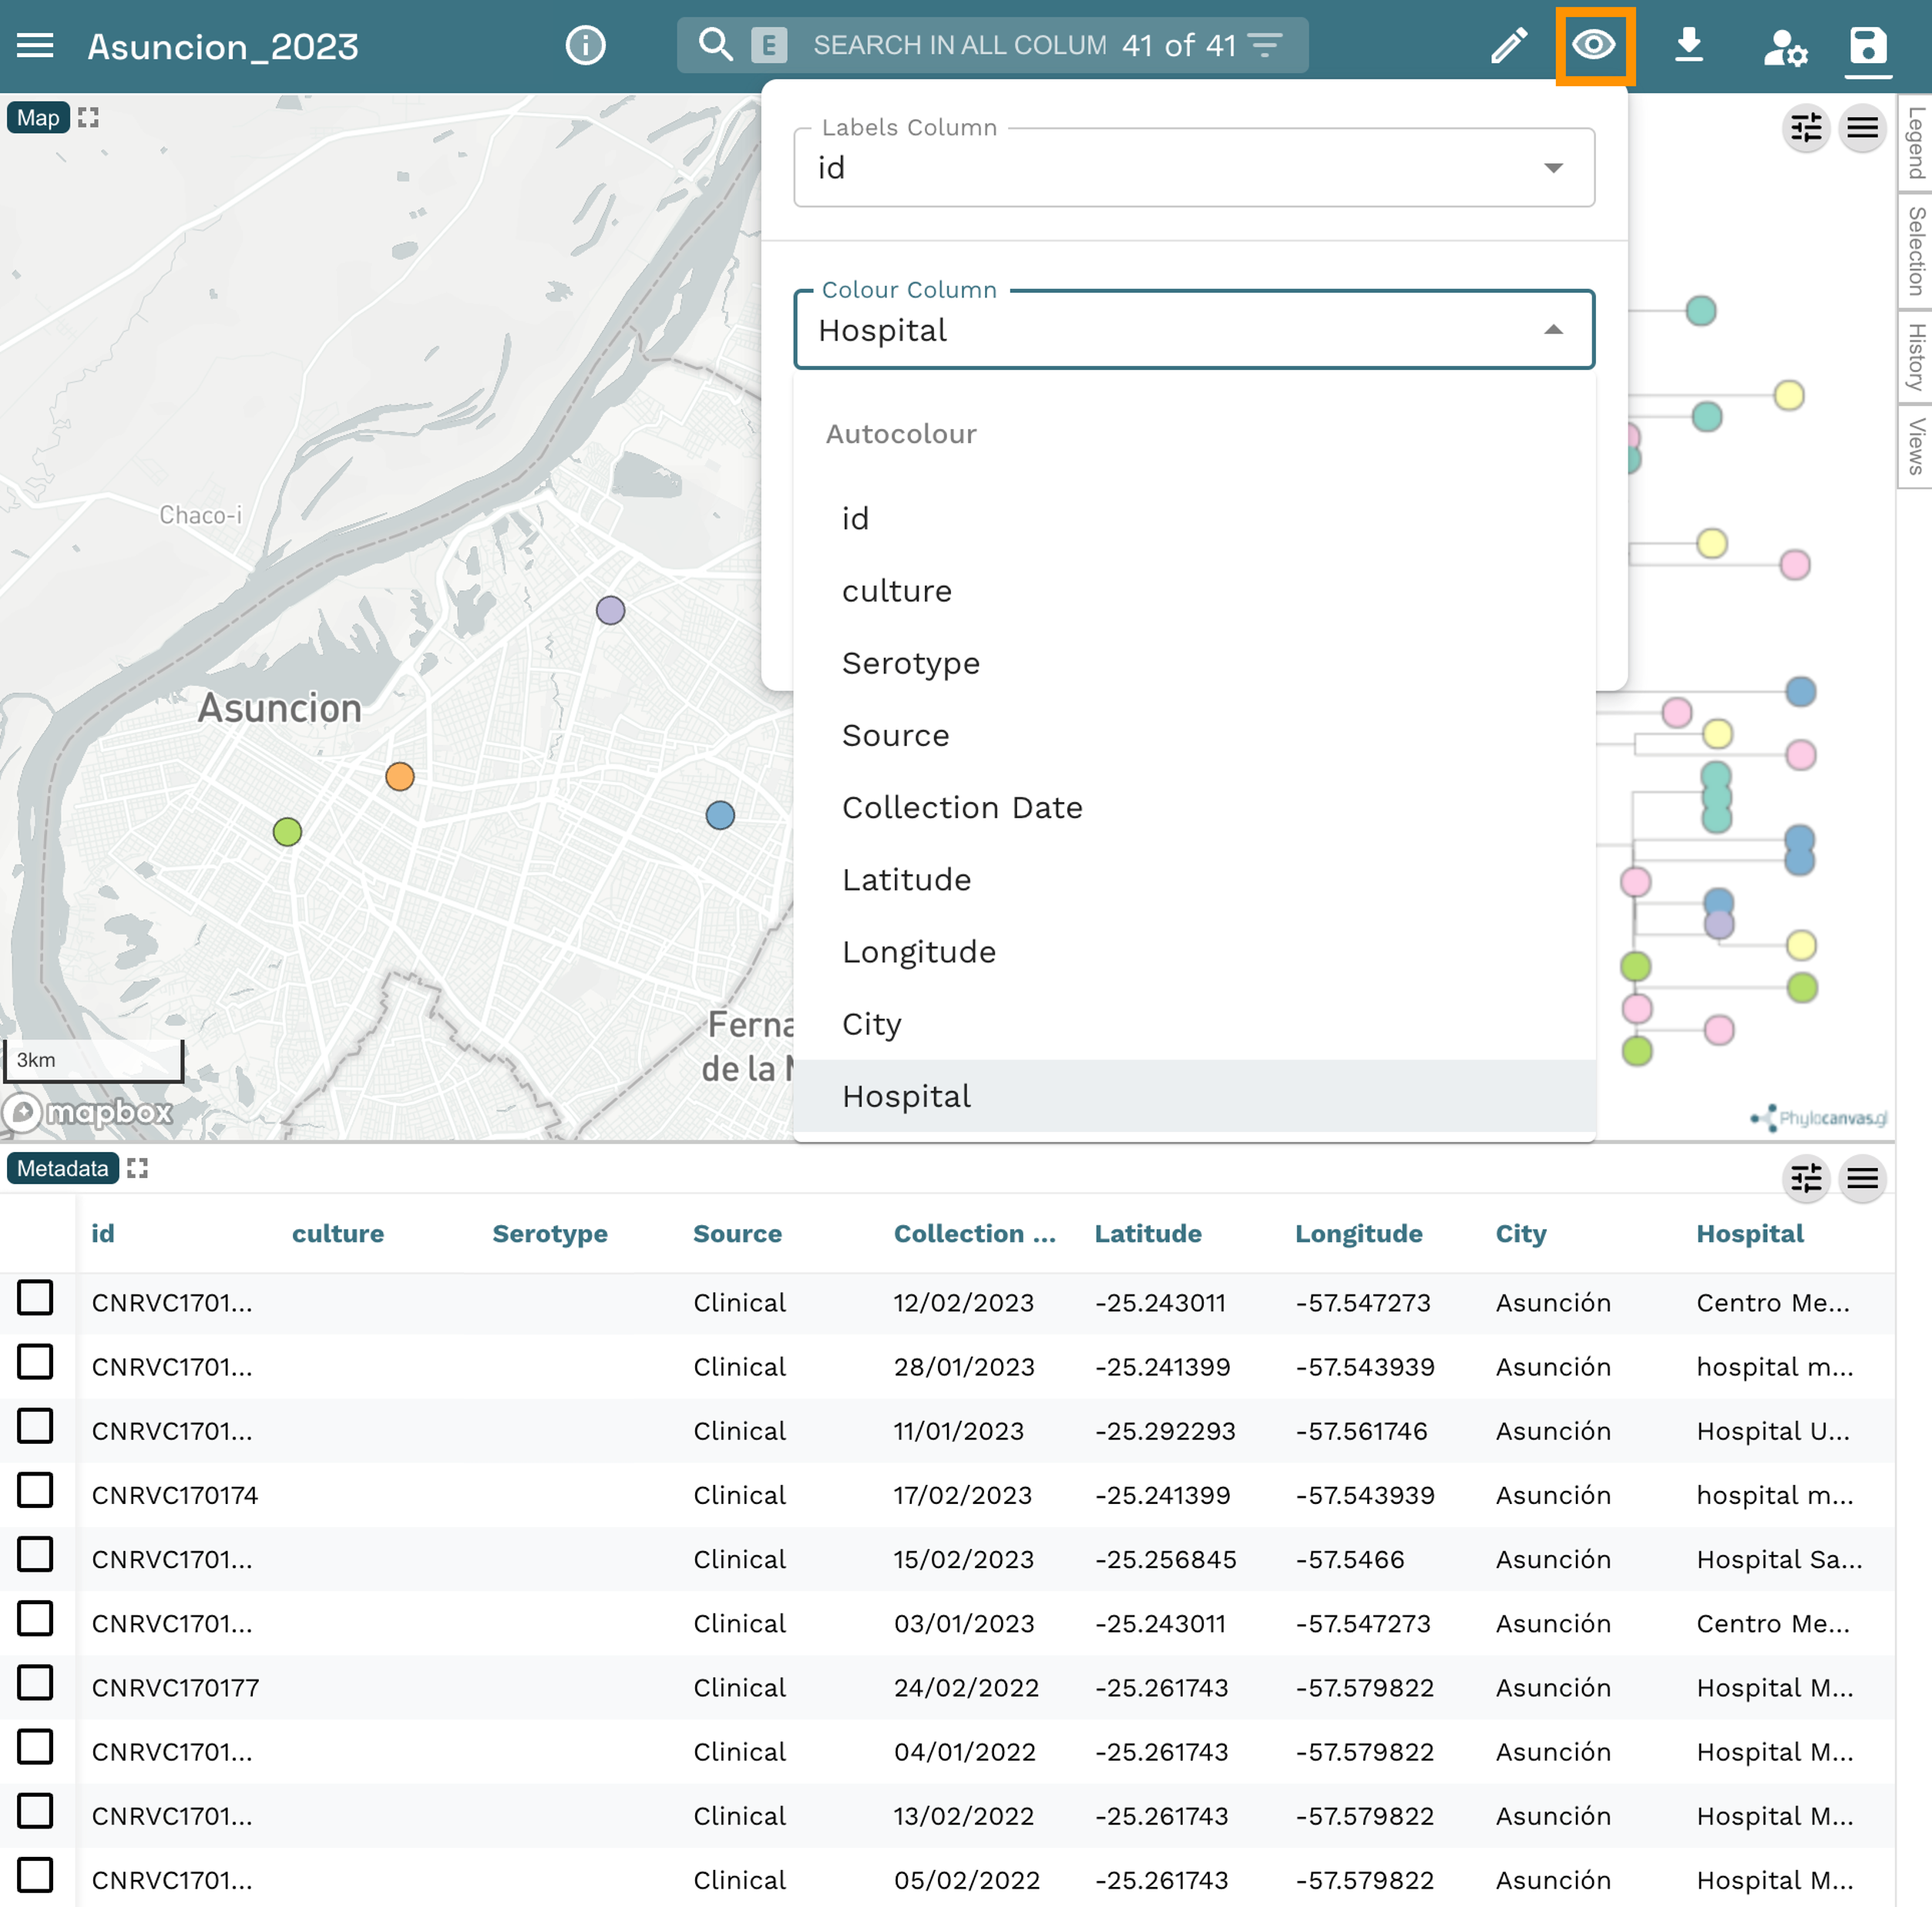 Asuncion_2023
E SEARCH IN ALL COLUM 41 of 41
Map
Labels Column
id
Colour Column
Hospital
Autocolour
id
culture
Serotype
Source
Collection Date
Latitude
Longitude
City
Hospital
Legend
Selection
History
Views
Chaco-i
Asuncion
Ferna
de la M
3km
mapbox
Phylocanvas.gl
Metadata
id culture Serotype Source Collection ... Latitude Longitude City Hospital
CNRVC1701... Clinical 12/02/2023 -25.243011 -57.547273 Asunción Centro Me...
CNRVC1701... Clinical 28/01/2023 -25.241399 -57.543939 Asunción hospital m...
CNRVC1701... Clinical 11/01/2023 -25.292293 -57.561746 Asunción Hospital U...
CNRVC170174 Clinical 17/02/2023 -25.241399 -57.543939 Asunción hospital m...
CNRVC1701... Clinical 15/02/2023 -25.256845 -57.5466 Asunción Hospital Sa...
CNRVC1701... Clinical 03/01/2023 -25.243011 -57.547273 Asunción Centro Me...
CNRVC170177 Clinical 24/02/2022 -25.261743 -57.579822 Asunción Hospital M...
CNRVC1701... Clinical 04/01/2022 -25.261743 -57.579822 Asunción Hospital M...
CNRVC1701... Clinical 13/02/2022 -25.261743 -57.579822 Asunción Hospital M...
CNRVC1701... Clinical 05/02/2022 -25.261743 -57.579822 Asunción Hospital M...